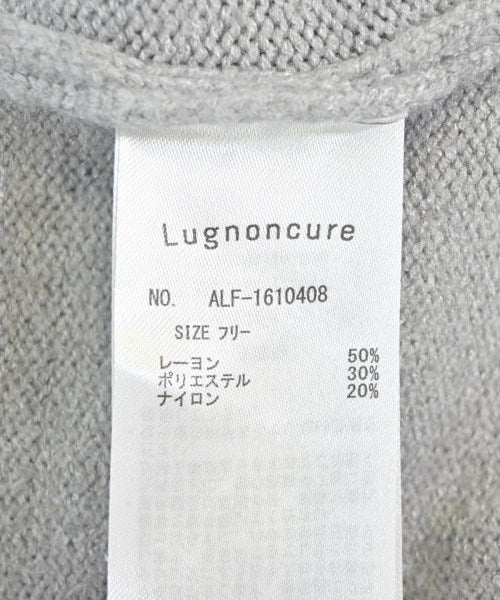 Lugnoncure
NO. ALF-1610408
SIZE フリー
レーヨン 50%
ポリエステル 30%
ナイロン 20%